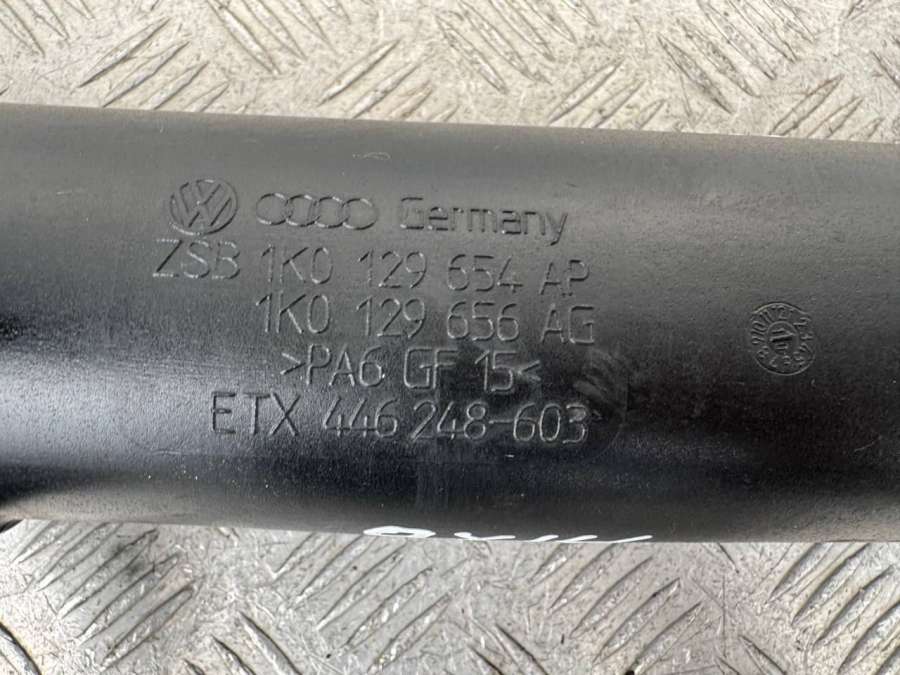 Germany
ZSB 1K0 129 654 AP
1K0 129 656 AG
>PA6 GF 15<
ETX 446 248-603